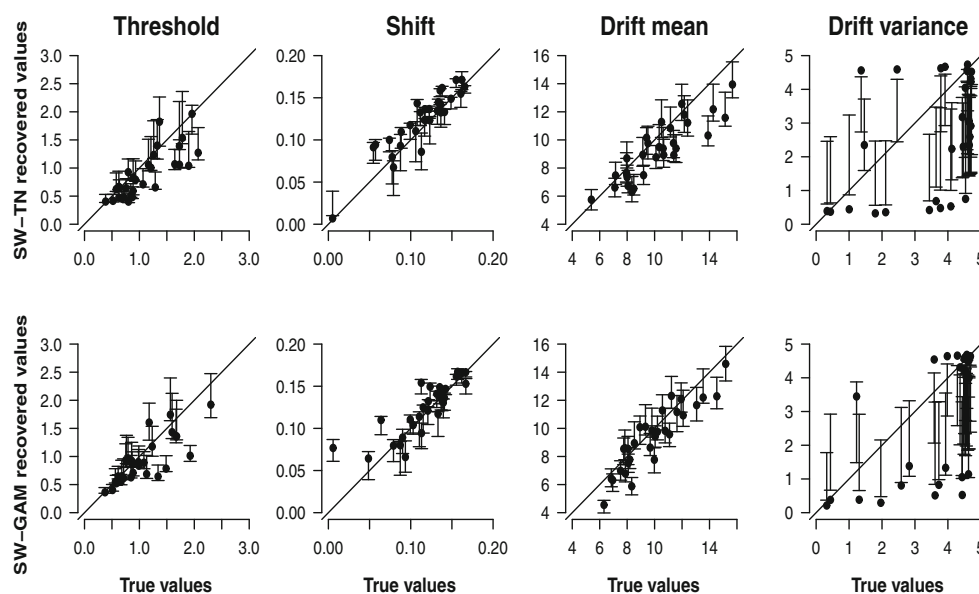 Threshold Shift Drift mean Drift variance
SW−TN recovered values
3.0 0.20 16 5
2.5 14 4
2.0 0.15 12 3
1.5 0.10 10 2
1.0 0.05 8 1
0.5 6
0.0 0.00 4 0
0.0 1.0 2.0 3.0 0.00 0.10 0.20 4 6 8 10 14 0 1 2 3 4 5
SW−GAM recovered values
3.0 0.20 16 5
2.5 14 4
2.0 0.15 12 3
1.5 0.10 10 2
1.0 0.05 8 1
0.5 6
0.0 0.00 4 0
0.0 1.0 2.0 3.0 0.00 0.10 0.20 4 6 8 10 14 0 1 2 3 4 5
True values True values True values True values